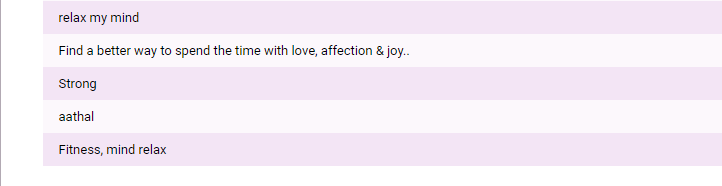 relax my mind
Find a better way to spend the time with love, affection & joy..
Strong
aathal
Fitness, mind relax